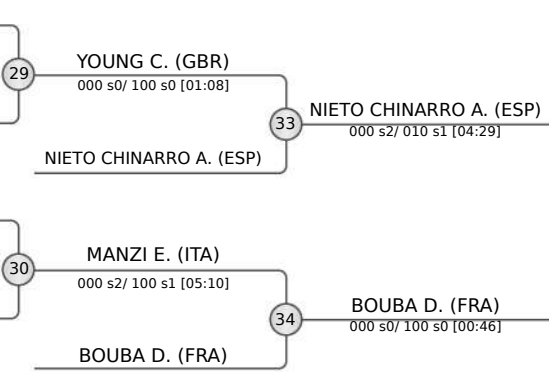 29
YOUNG C. (GBR)
000 s0/ 100 s0 [01:08]
33
NIETO CHINARRO A. (ESP)
000 s2/ 010 s1 [04:29]
NIETO CHINARRO A. (ESP)
30
MANZI E. (ITA)
000 s2/ 100 s1 [05:10]
34
BOUBA D. (FRA)
000 s0/ 100 s0 [00:46]
BOUBA D. (FRA)